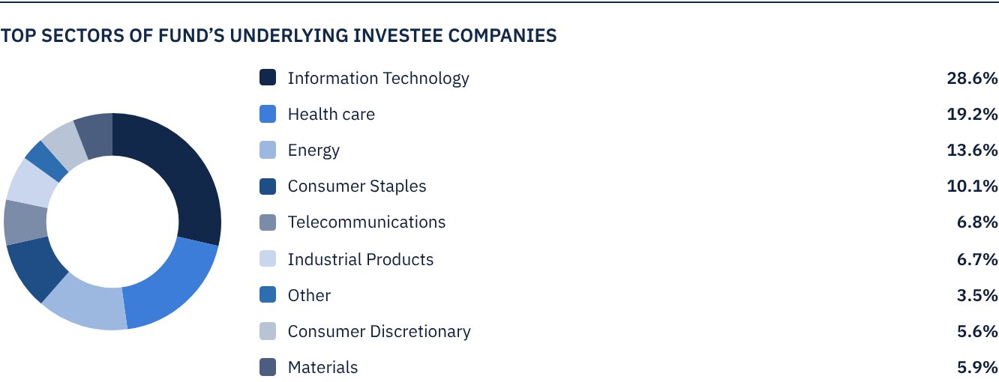 TOP SECTORS OF FUND’S UNDERLYING INVESTEE COMPANIES
Information Technology 28.6%
Health care 19.2%
Energy 13.6%
Consumer Staples 10.1%
Telecommunications 6.8%
Industrial Products 6.7%
Other 3.5%
Consumer Discretionary 5.6%
Materials 5.9%